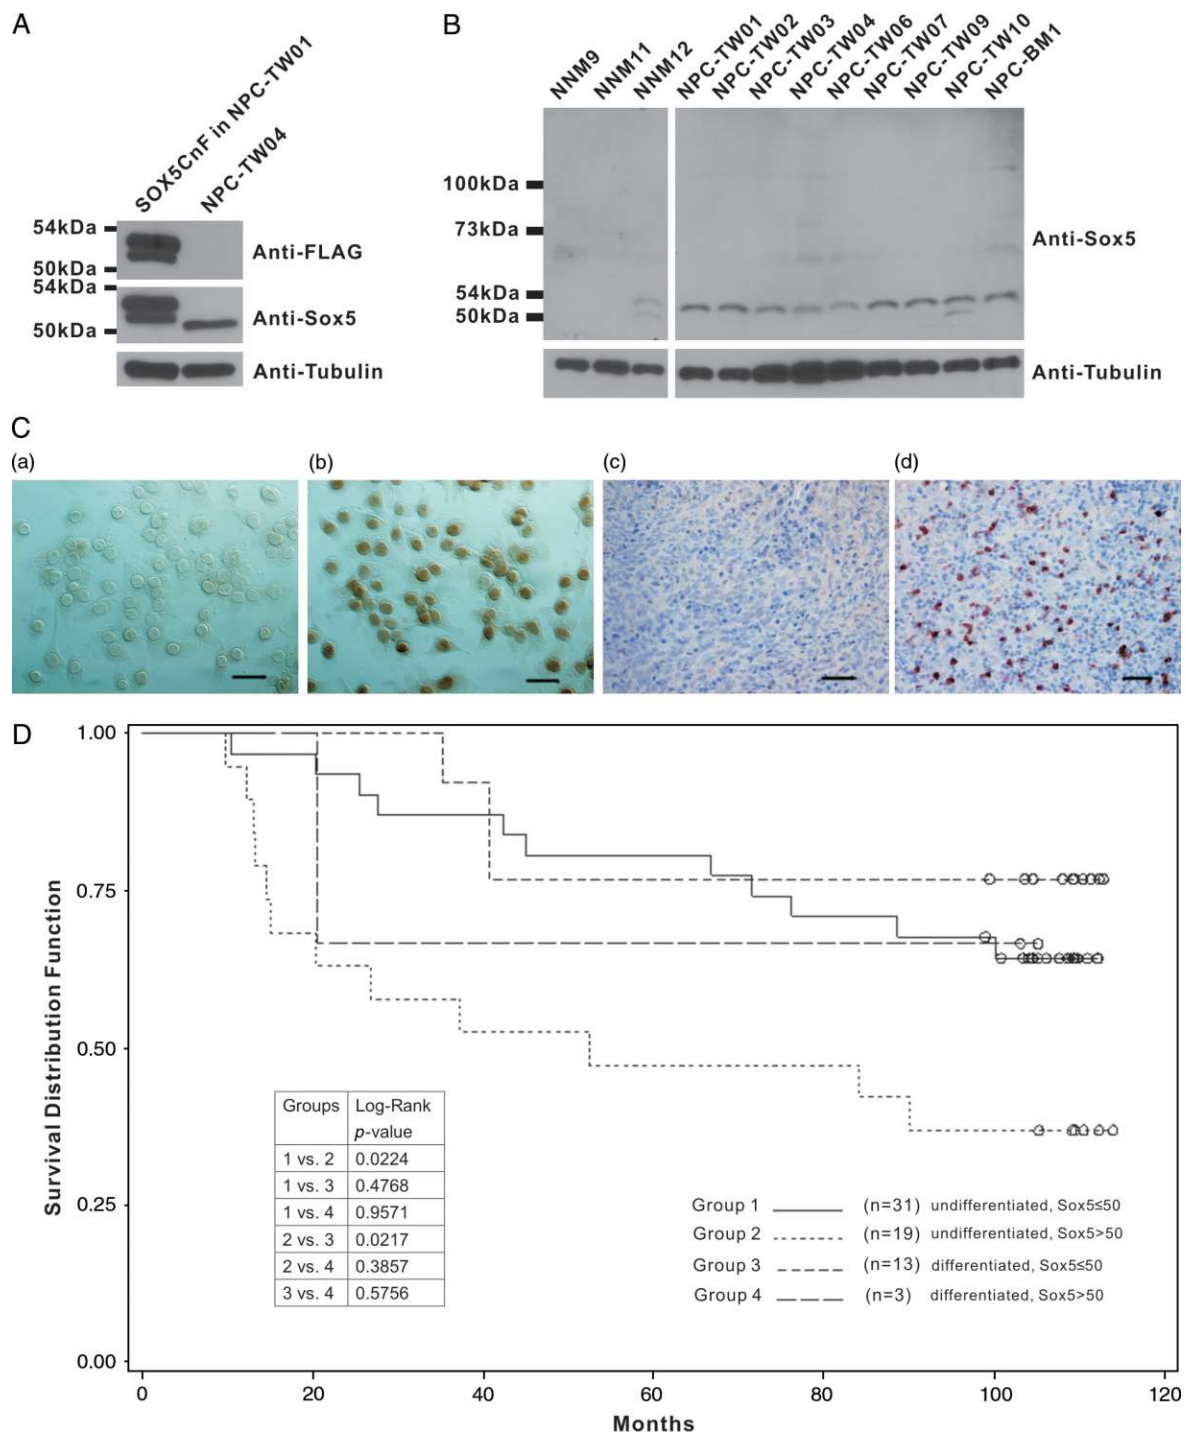 A
SOX5CnF in NPC-TW01
NPC-TW04
54kDa
50kDa
Anti-FLAG
54kDa
50kDa
Anti-Sox5
Anti-Tubulin
B
NNM9
NNM11
NNM12
NPC-TW01
NPC-TW02
NPC-TW03
NPC-TW04
NPC-TW06
NPC-TW07
NPC-TW09
NPC-TW10
NPC-BM1
100kDa
73kDa
54kDa
50kDa
Anti-Sox5
Anti-Tubulin
C
(a) (b) (c) (d)
D
Survival Distribution Function
1.00
0.75
0.50
0.25
0.00
Groups Log-Rank p-value
1 vs. 2 0.0224
1 vs. 3 0.4768
1 vs. 4 0.9571
2 vs. 3 0.0217
2 vs. 4 0.3857
3 vs. 4 0.5756
Group 1 (n=31) undifferentiated, Sox5≤50
Group 2 (n=19) undifferentiated, Sox5>50
Group 3 (n=13) differentiated, Sox5≤50
Group 4 (n=3) differentiated, Sox5>50
0 20 40 60 80 100 120
Months